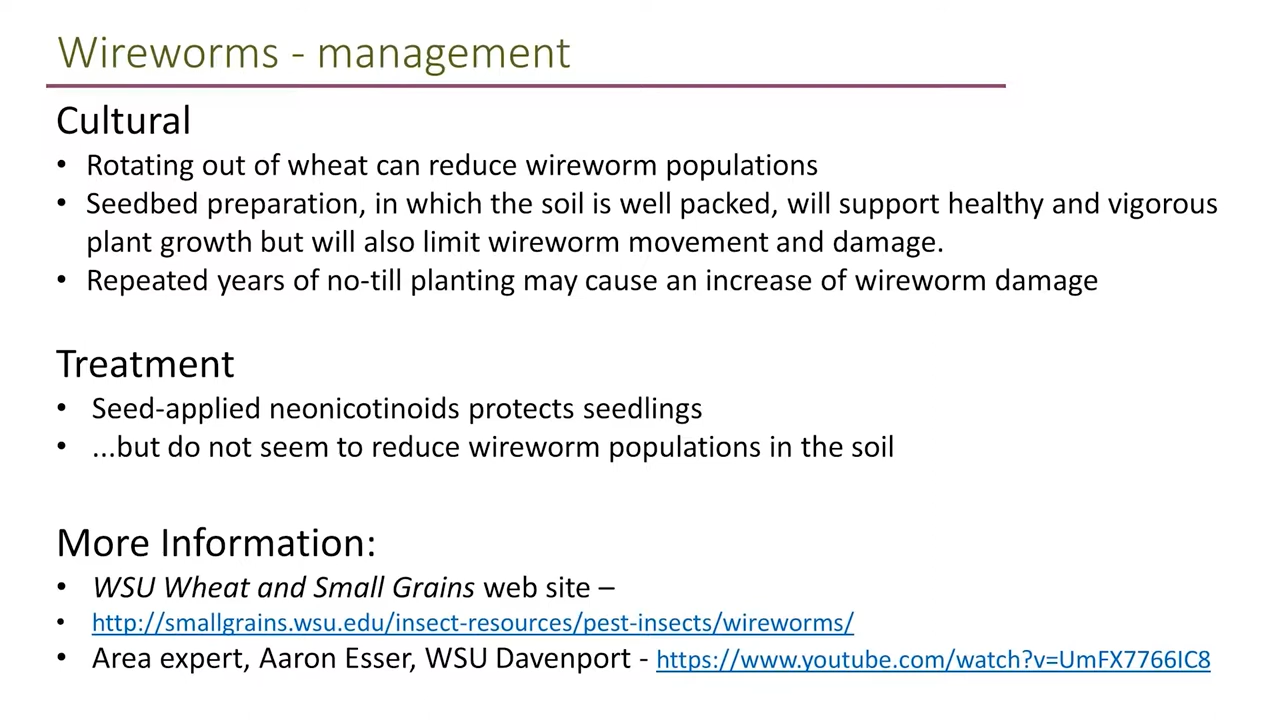 Wireworms - management
Cultural
• Rotating out of wheat can reduce wireworm populations
• Seedbed preparation, in which the soil is well packed, will support healthy and vigorous
plant growth but will also limit wireworm movement and damage.
• Repeated years of no-till planting may cause an increase of wireworm damage
Treatment
• Seed-applied neonicotinoids protects seedlings
• ...but do not seem to reduce wireworm populations in the soil
More Information:
• WSU Wheat and Small Grains web site –
• http://smallgrains.wsu.edu/insect-resources/pest-insects/wireworms/
• Area expert, Aaron Esser, WSU Davenport - https://www.youtube.com/watch?v=UmFX7766IC8